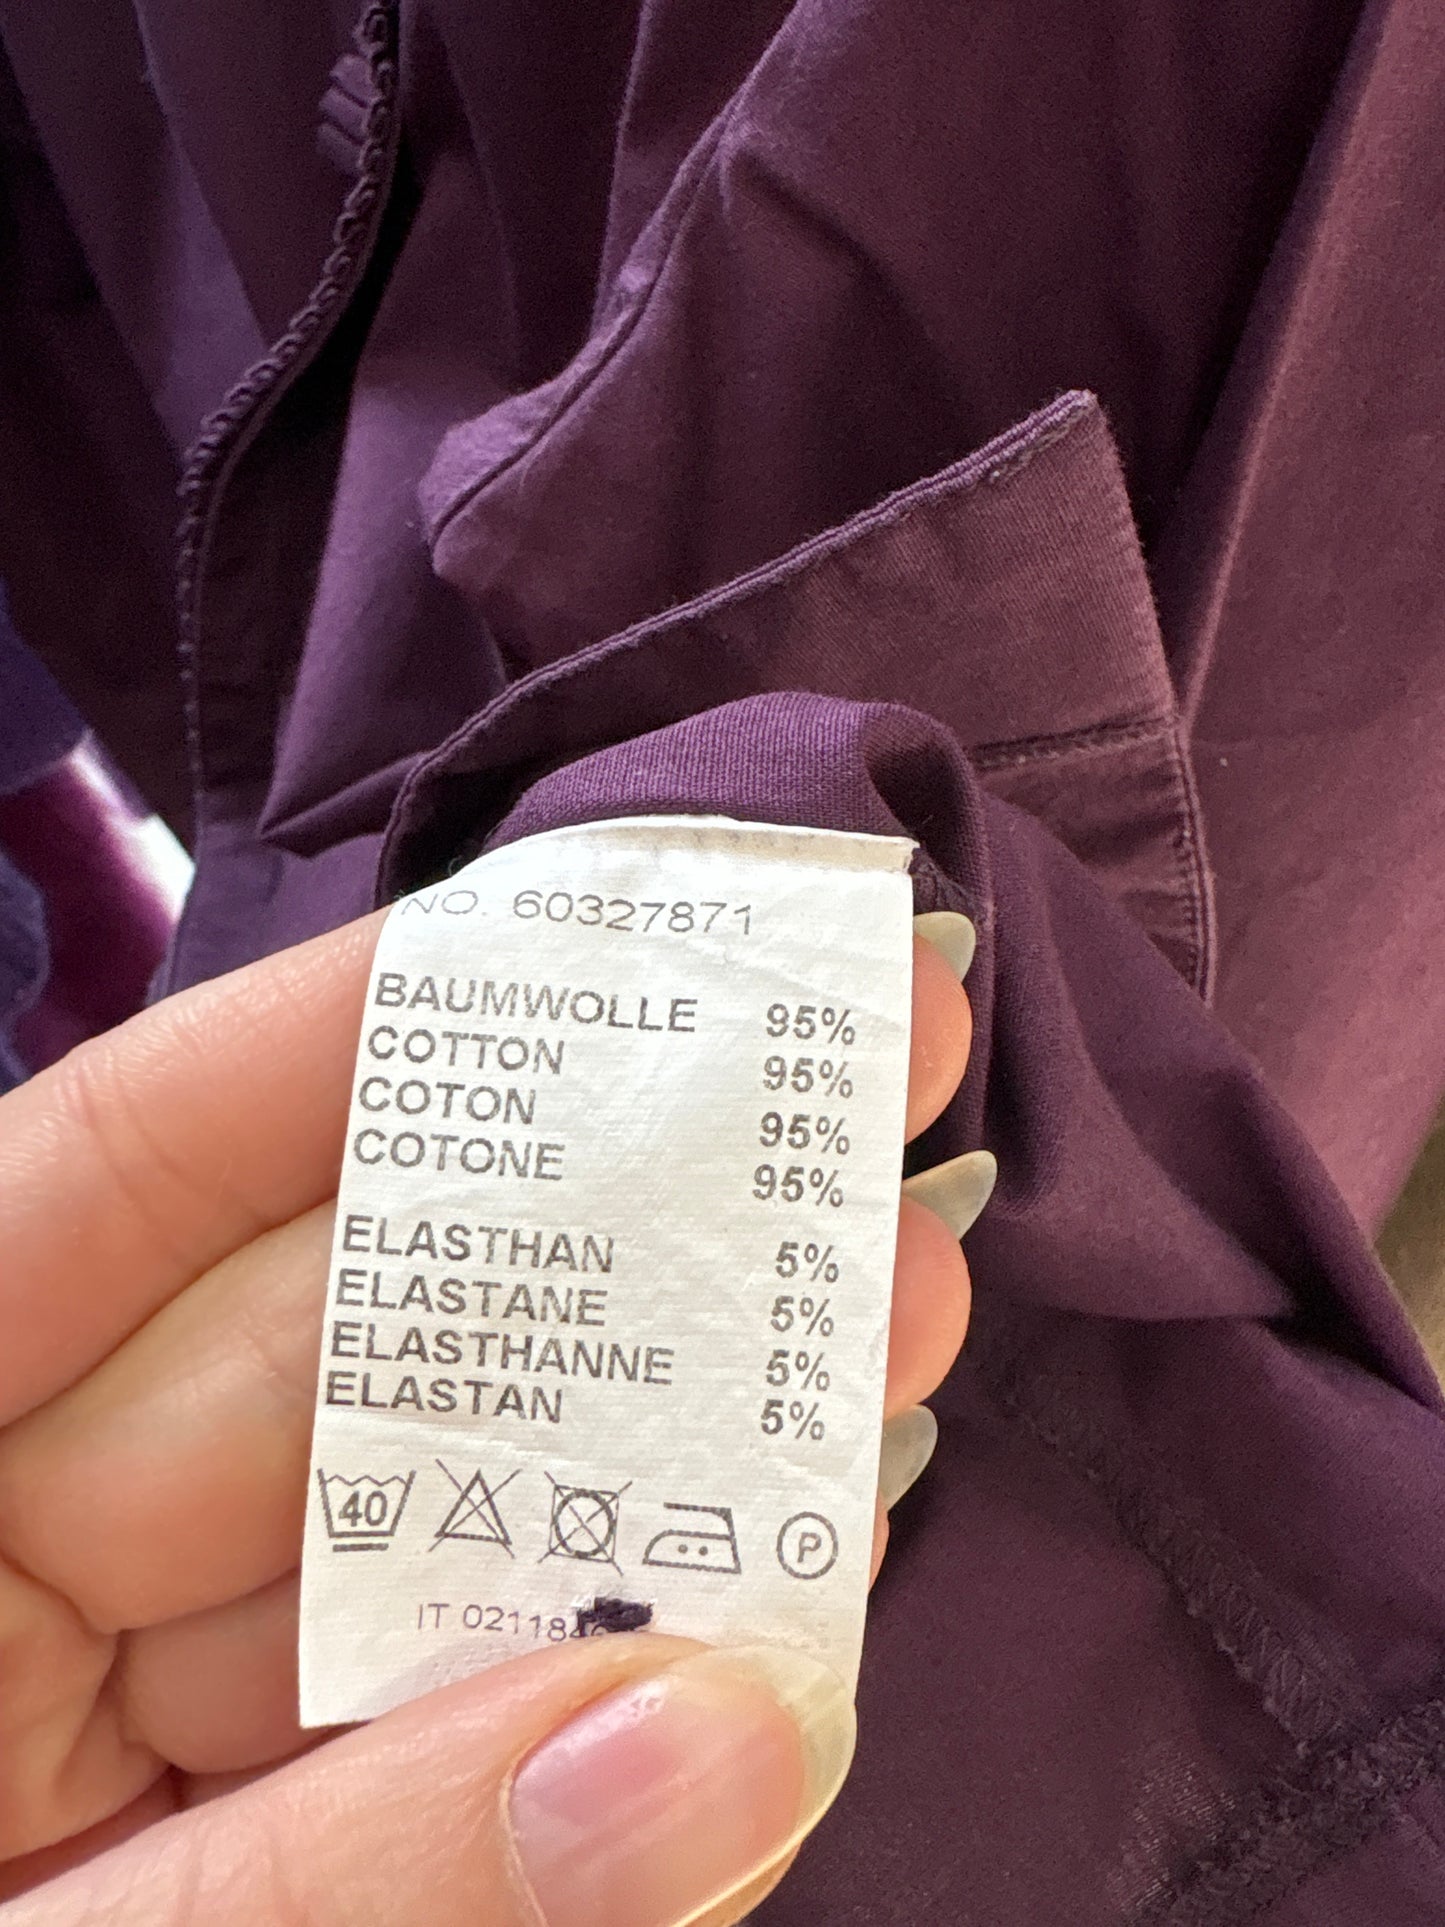 NO. 60327871
BAUMWOLLE 95%
COTTON 95%
COTON 95%
COTONE 95%
ELASTHAN 5%
ELASTANE 5%
ELASTHANNE 5%
ELASTAN 5%
40 P
IT